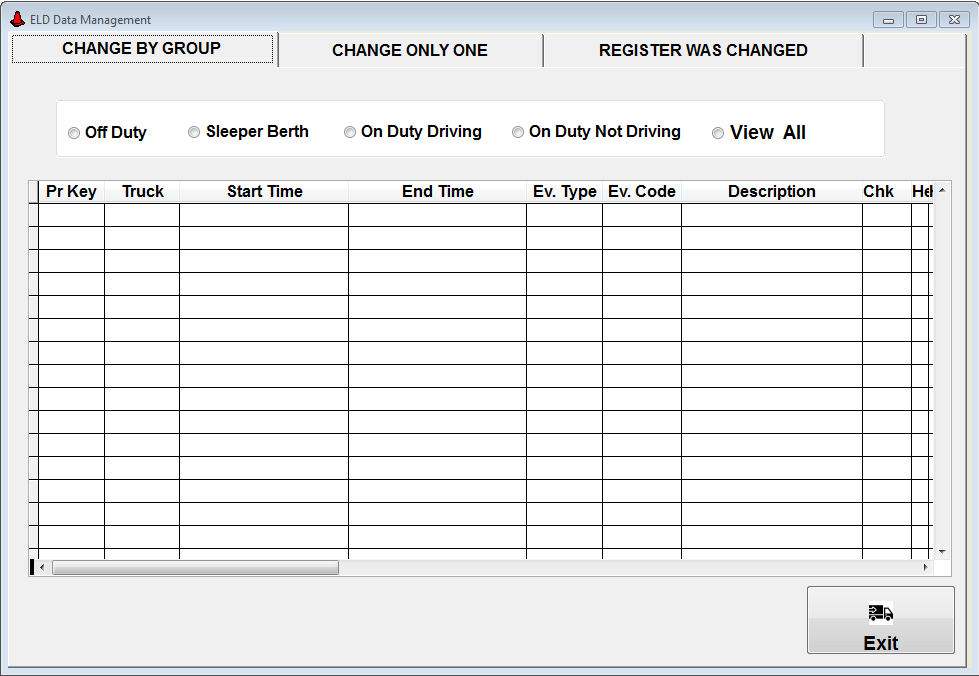 ELD Data Management
CHANGE BY GROUP CHANGE ONLY ONE REGISTER WAS CHANGED
Off Duty Sleeper Berth On Duty Driving On Duty Not Driving View All
Pr Key Truck Start Time End Time Ev. Type Ev. Code Description Chk
Exit